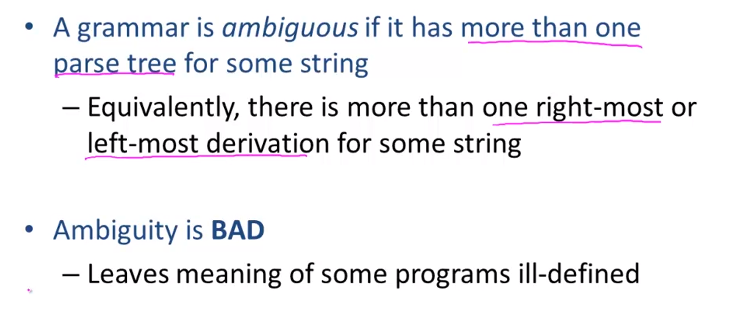 • A grammar is ambiguous if it has more than one
parse tree for some string
– Equivalently, there is more than one right-most or
left-most derivation for some string
• Ambiguity is BAD
– Leaves meaning of some programs ill-defined